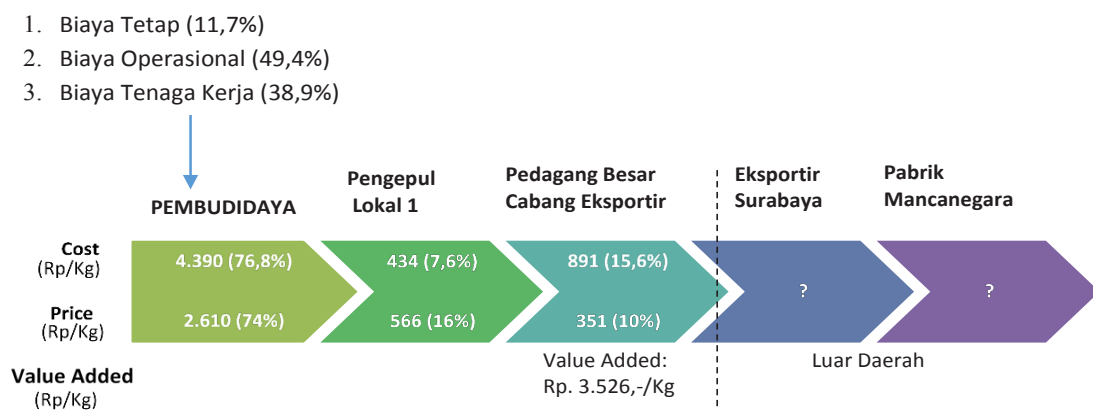 1. Biaya Tetap (11,7%)
2. Biaya Operasional (49,4%)
3. Biaya Tenaga Kerja (38,9%)
PEMBUDIDAYA
Pengepul
Lokal 1
Pedagang Besar
Cabang Eksportir
Eksportir
Surabaya
Pabrik
Mancanegara
Cost
(Rp/Kg)
4.390 (76,8%)
434 (7,6%)
891 (15,6%)
?
?
Price
(Rp/Kg)
2.610 (74%)
566 (16%)
351 (10%)
Value Added
(Rp/Kg)
Value Added:
Rp. 3.526,-/Kg
Luar Daerah